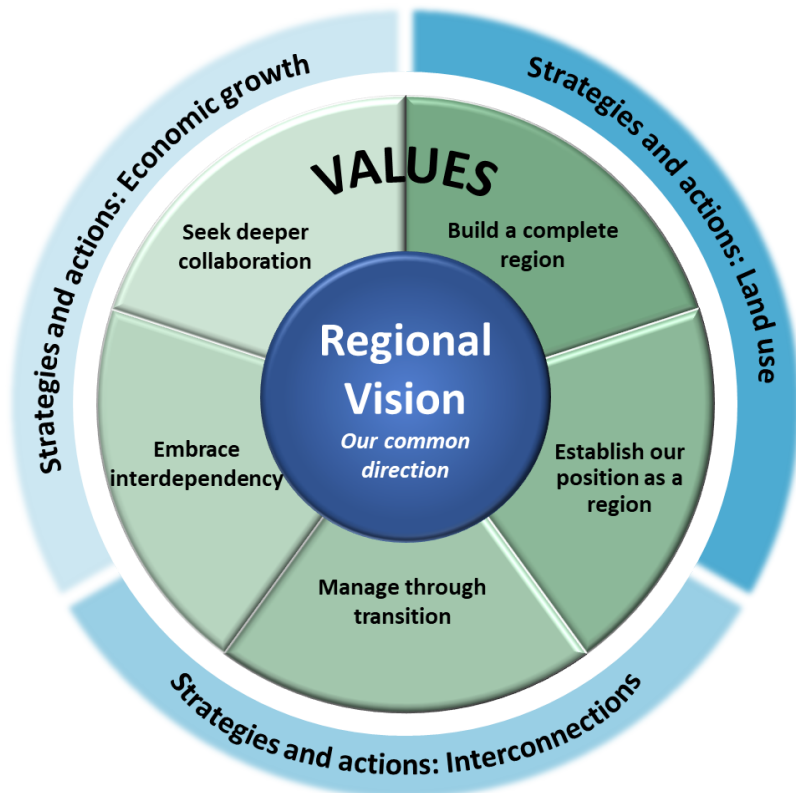 Strategies and actions: Economic growth
Strategies and actions: Land use
VALUES
Seek deeper
collaboration
Build a complete
region
Regional
Vision
Our common
direction
Embrace
interdependency
Establish our
position as a
region
Manage through
transition
Strategies and actions: Interconnections